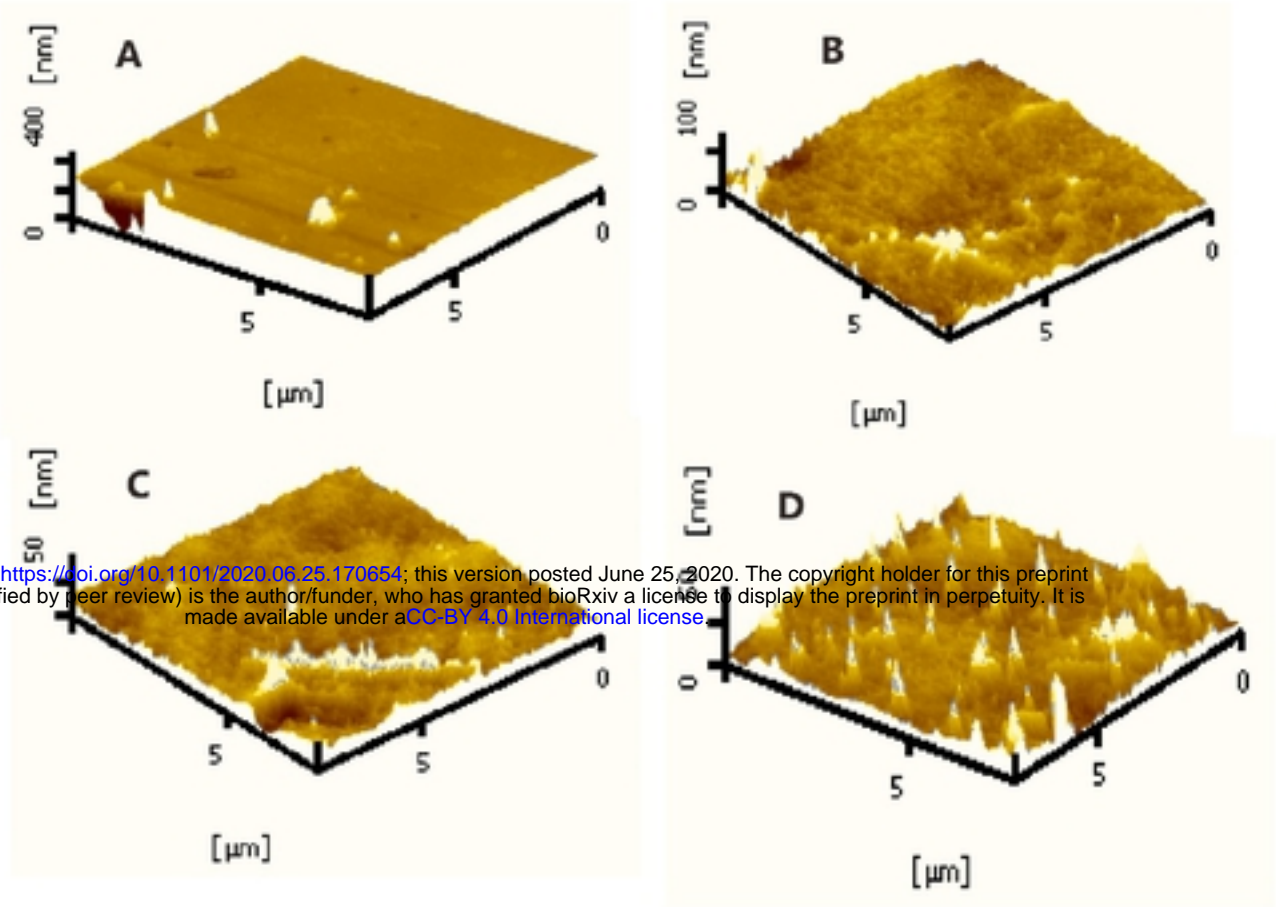 [nm]
A
400
0
5
5
0
[µm]
[nm]
B
100
0
5
5
0
[µm]
[nm]
C
50
https://doi.org/10.1101/2020.06.25.170654; this version posted June 25, 2020. The copyright holder for this preprint
fied by peer review) is the author/funder, who has granted bioRxiv a license to display the preprint in perpetuity. It is
made available under aCC-BY 4.0 International license.
5
5
0
[µm]
[nm]
D
0
5
5
0
[µm]